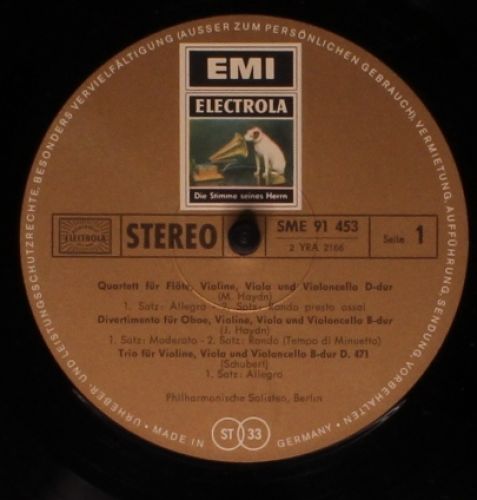 URHEBER- UND LEISTUNGSSCHUTZRECHTE, BESONDERS VERVIELFÄLTIGUNG (AUSSER ZUM PERSÖNLICHEN GEBRAUCH), VERMIETUNG, AUFFÜHRUNG, SENDUNG, VORBEHALTEN
EMI
ELECTROLA
Die Stimme seines Herrn
ELECTROLA
STEREO
SME 91 453
2 YRA 2166
Seite 1
Quartett für Flöte, Violine, Viola und Violoncello D-dur
(M. Haydn)
1. Satz: Allegro - 2. Satz: Rondo presto assai
Divertimento für Oboe, Violine, Viola und Violoncello B-dur
(J. Haydn)
1. Satz: Moderato - 2. Satz: Rondo (Tempo di Minuetto)
Trio für Violine, Viola und Violoncello B-dur D. 471
(Schubert)
1. Satz: Allegro
Philharmonische Solisten, Berlin
• MADE IN ST 33 GERMANY •